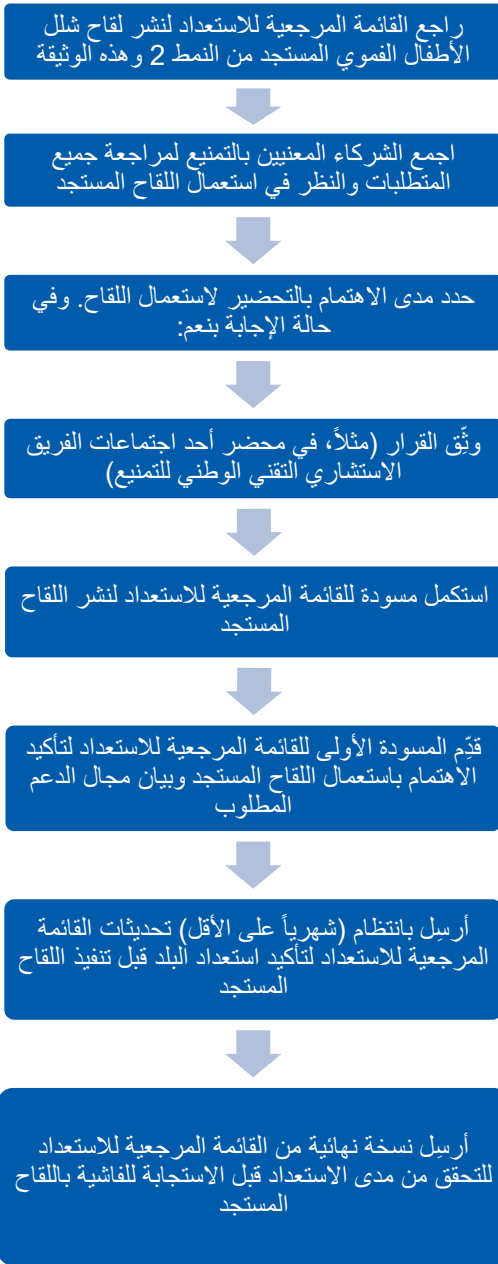 راجع القائمة المرجعية للاستعداد لنشر لقاح شلل
الأطفال الفموي المستجد من النمط 2 وهذه الوثيقة
اجمع الشركاء المعنيين بالتمنيع لمراجعة جميع
المتطلبات والنظر في استعمال اللقاح المستجد
حدد مدى الاهتمام بالتحضير لاستعمال اللقاح. وفي
حالة الإجابة بنعم:
وثِّق القرار (مثلاً، في محضر أحد اجتماعات الفريق
الاستشاري التقني الوطني للتمنيع)
استكمل مسودة للقائمة المرجعية للاستعداد لنشر اللقاح
المستجد
قدِّم المسودة الأولى للقائمة المرجعية للاستعداد لتأكيد
الاهتمام باستعمال اللقاح المستجد وبيان مجال الدعم
المطلوب
أرسِل بانتظام (شهرياً على الأقل) تحديثات القائمة
المرجعية للاستعداد لتأكيد استعداد البلد قبل تنفيذ اللقاح
المستجد
أرسِل نسخة نهائية من القائمة المرجعية للاستعداد
للتحقق من مدى الاستعداد قبل الاستجابة للفاشية باللقاح
المستجد